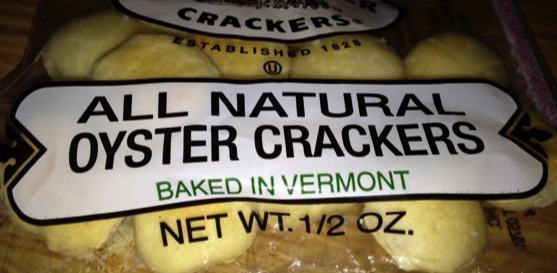 CRACKERS®
ESTABLISHED 1828
U
ALL NATURAL
OYSTER CRACKERS
BAKED IN VERMONT
NET WT. 1/2 OZ.